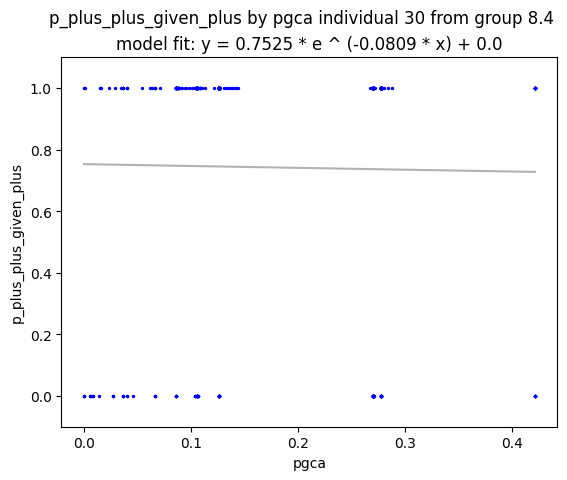 p_plus_plus_given_plus by pgca individual 30 from group 8.4
model fit: y = 0.7525 * e ^ (-0.0809 * x) + 0.0
1.0
0.8
0.6
0.4
0.2
0.0
p_plus_plus_given_plus
0.0 0.1 0.2 0.3 0.4
pgca